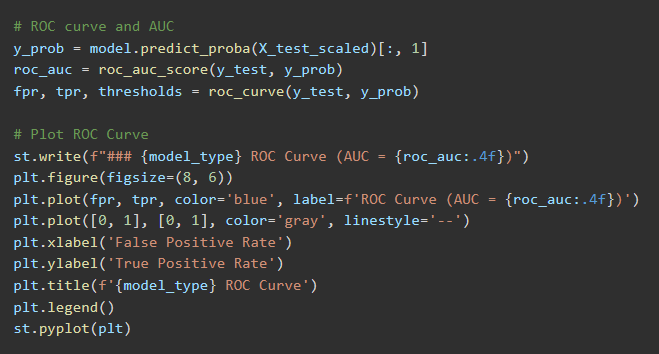 # ROC curve and AUC
y_prob = model.predict_proba(X_test_scaled)[:, 1]
roc_auc = roc_auc_score(y_test, y_prob)
fpr, tpr, thresholds = roc_curve(y_test, y_prob)
# Plot ROC Curve
st.write(f"### {model_type} ROC Curve (AUC = {roc_auc:.4f})")
plt.figure(figsize=(8, 6))
plt.plot(fpr, tpr, color='blue', label=f'ROC Curve (AUC = {roc_auc:.4f})')
plt.plot([0, 1], [0, 1], color='gray', linestyle='--')
plt.xlabel('False Positive Rate')
plt.ylabel('True Positive Rate')
plt.title(f'{model_type} ROC Curve')
plt.legend()
st.pyplot(plt)